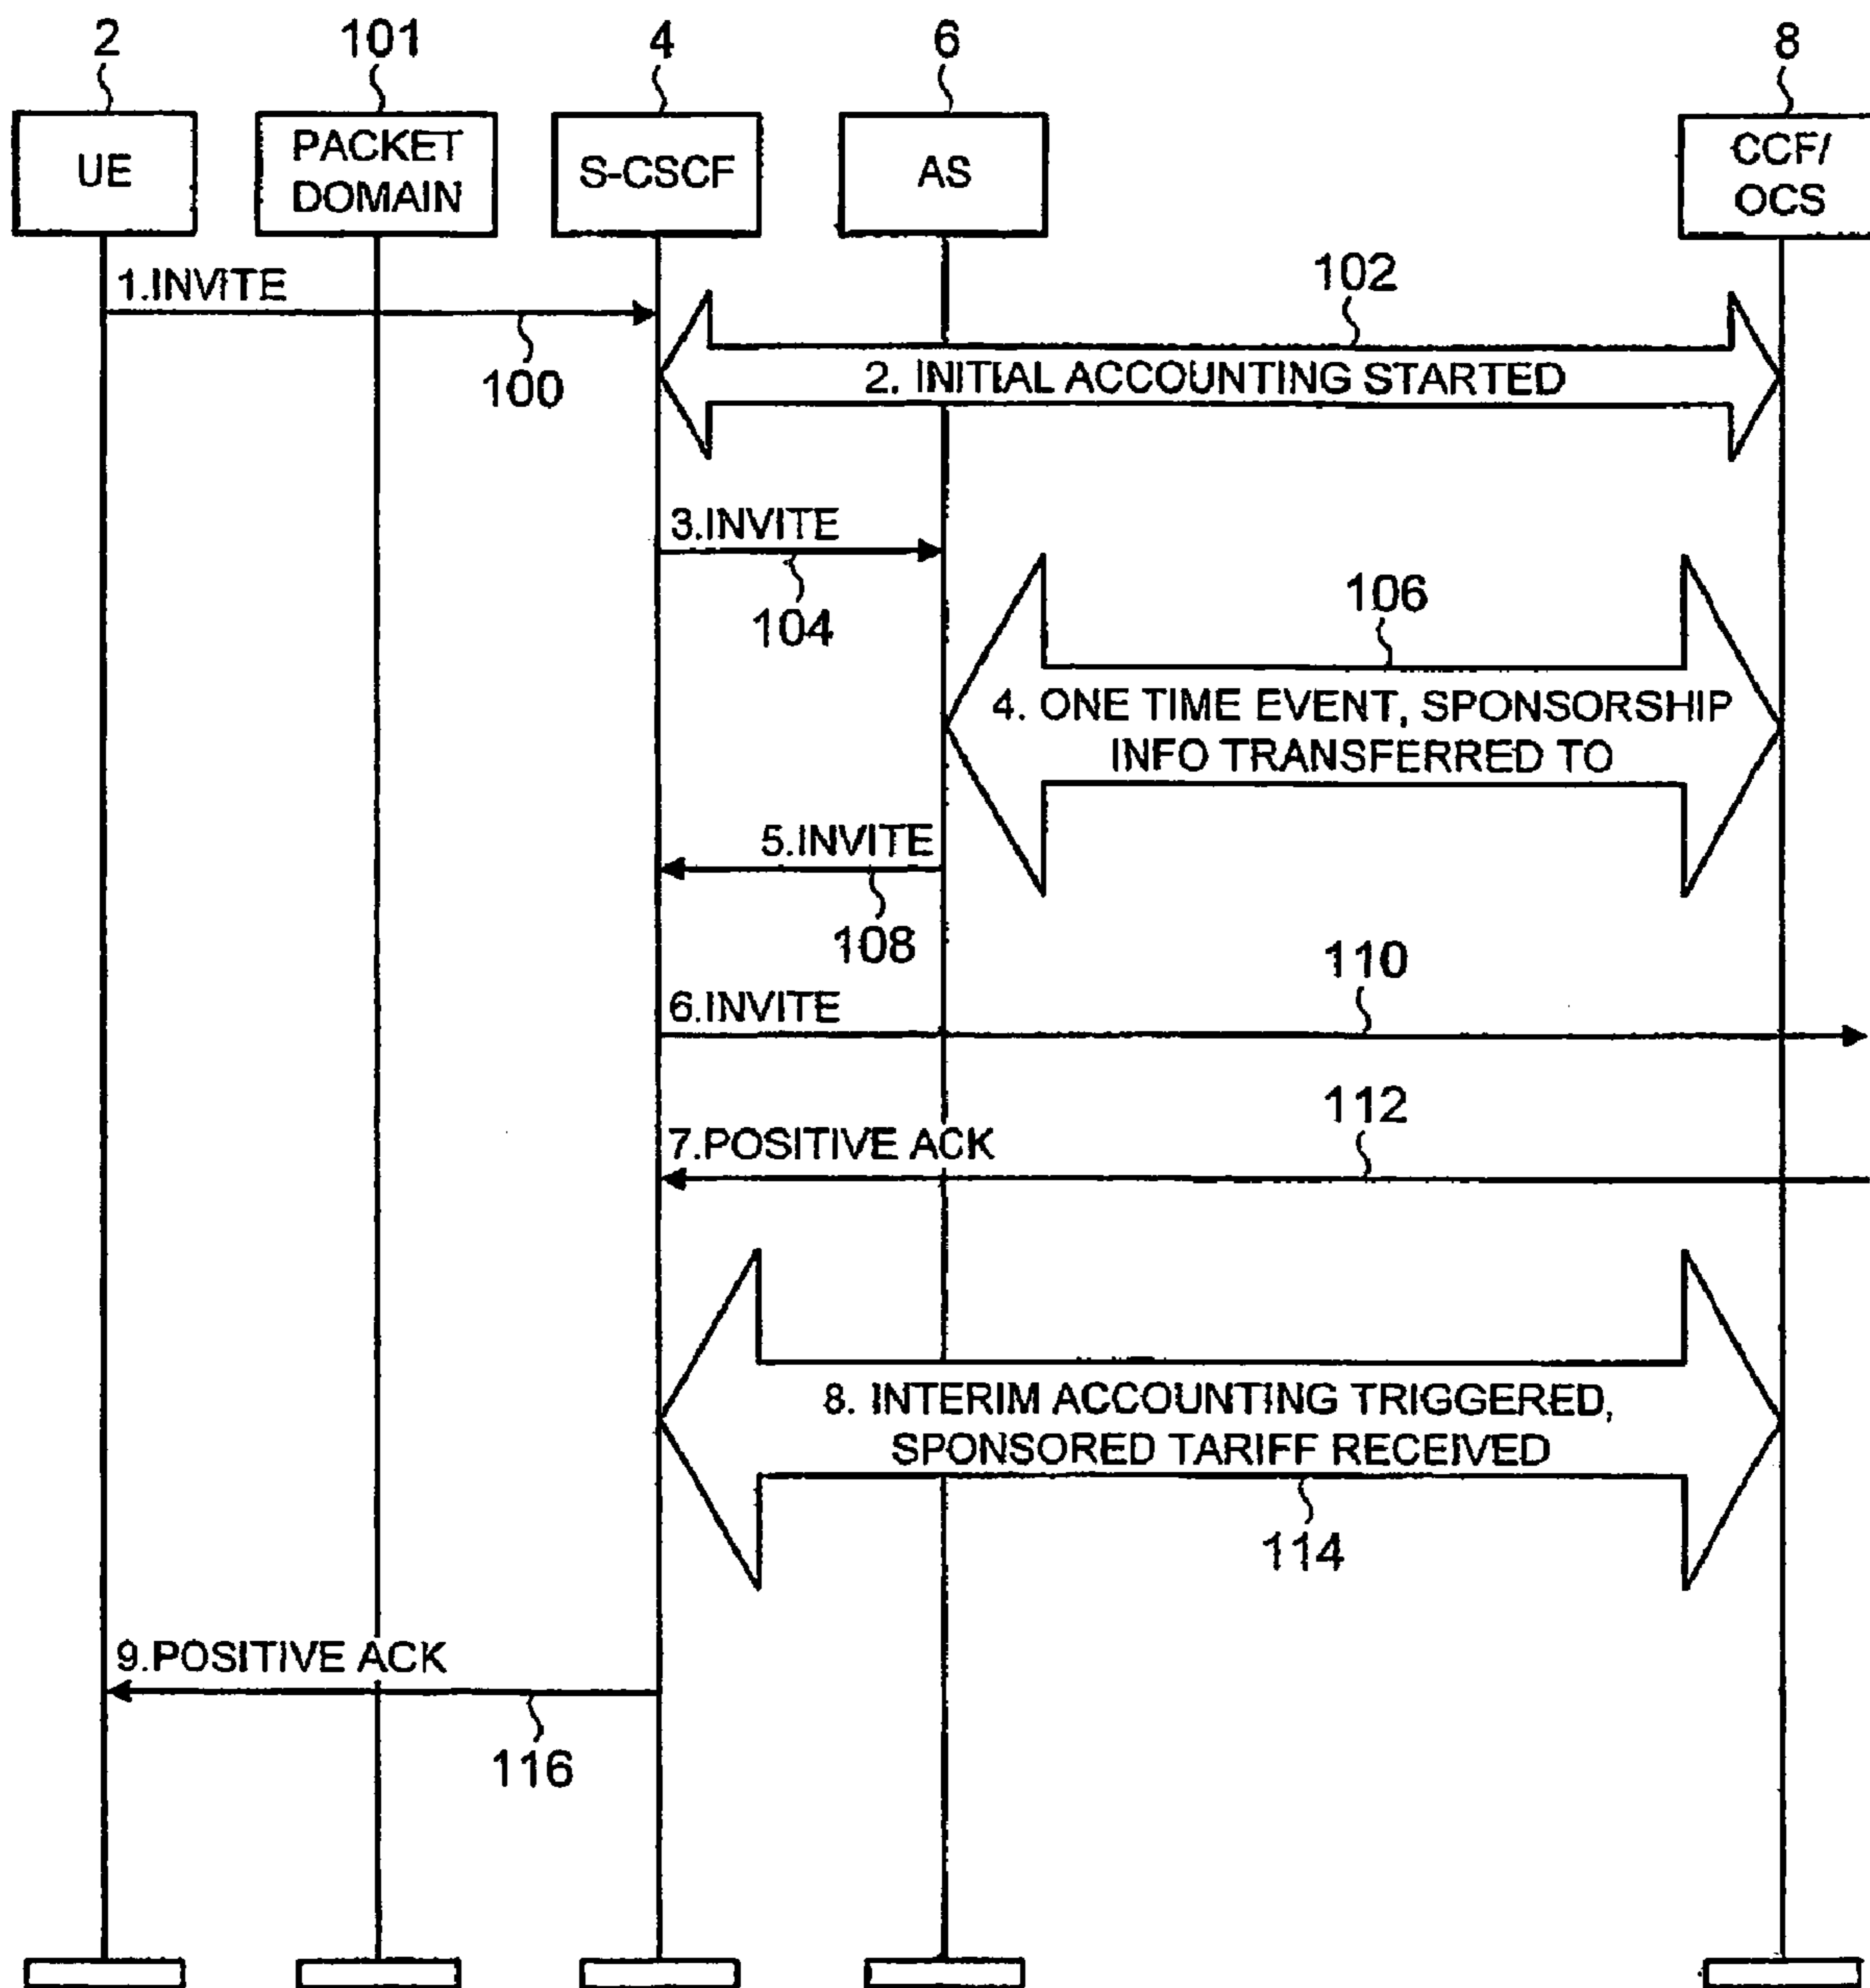 2
101
4
6
8
UE
PACKET
DOMAIN
S-CSCF
AS
CCF/
OCS
1.INVITE
100
102
2. INITIAL ACCOUNTING STARTED
3.INVITE
104
106
4. ONE TIME EVENT, SPONSORSHIP
INFO TRANSFERRED TO
5.INVITE
108
110
6.INVITE
112
7.POSITIVE ACK
8. INTERIM ACCOUNTING TRIGGERED,
SPONSORED TARIFF RECEIVED
114
9.POSITIVE ACK
116